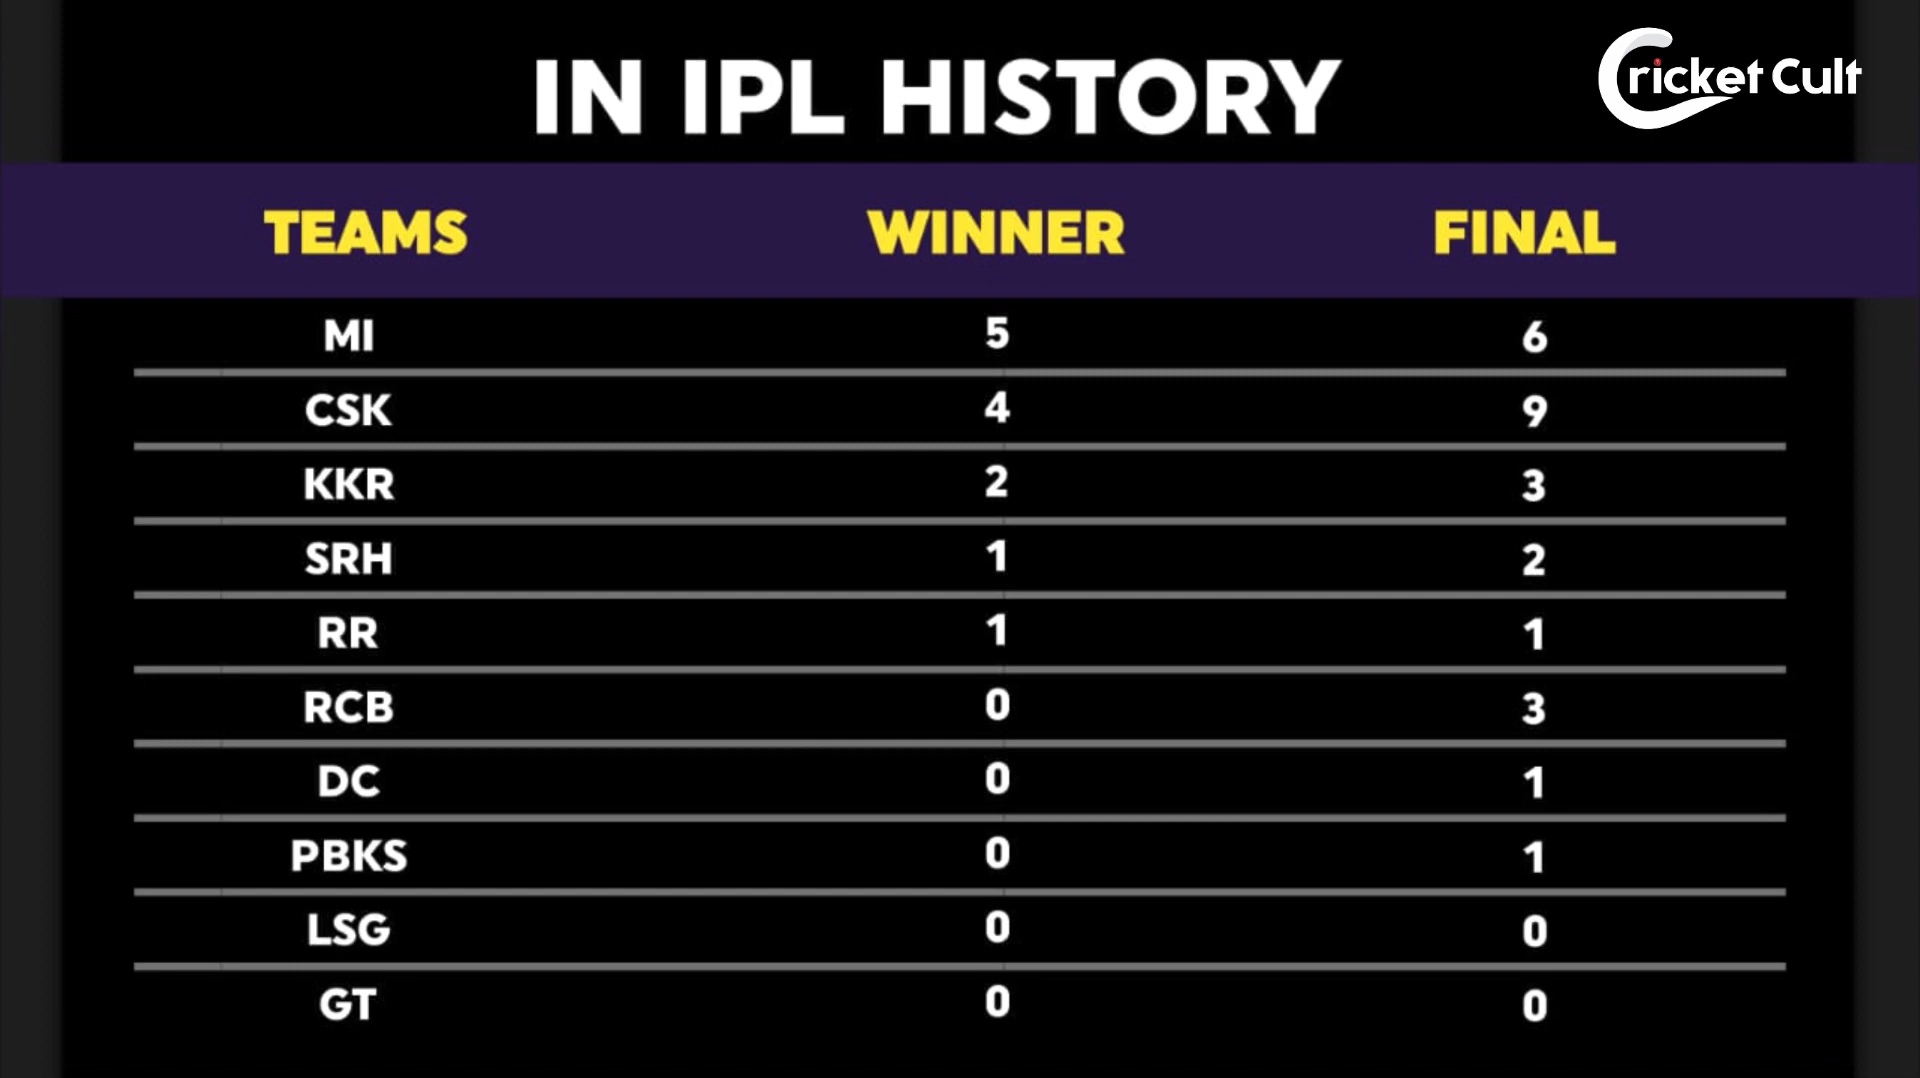 IN IPL HISTORY
Cricket Cult
TEAMS WINNER FINAL
MI 5 6
CSK 4 9
KKR 2 3
SRH 1 2
RR 1 1
RCB 0 3
DC 0 1
PBKS 0 1
LSG 0 0
GT 0 0